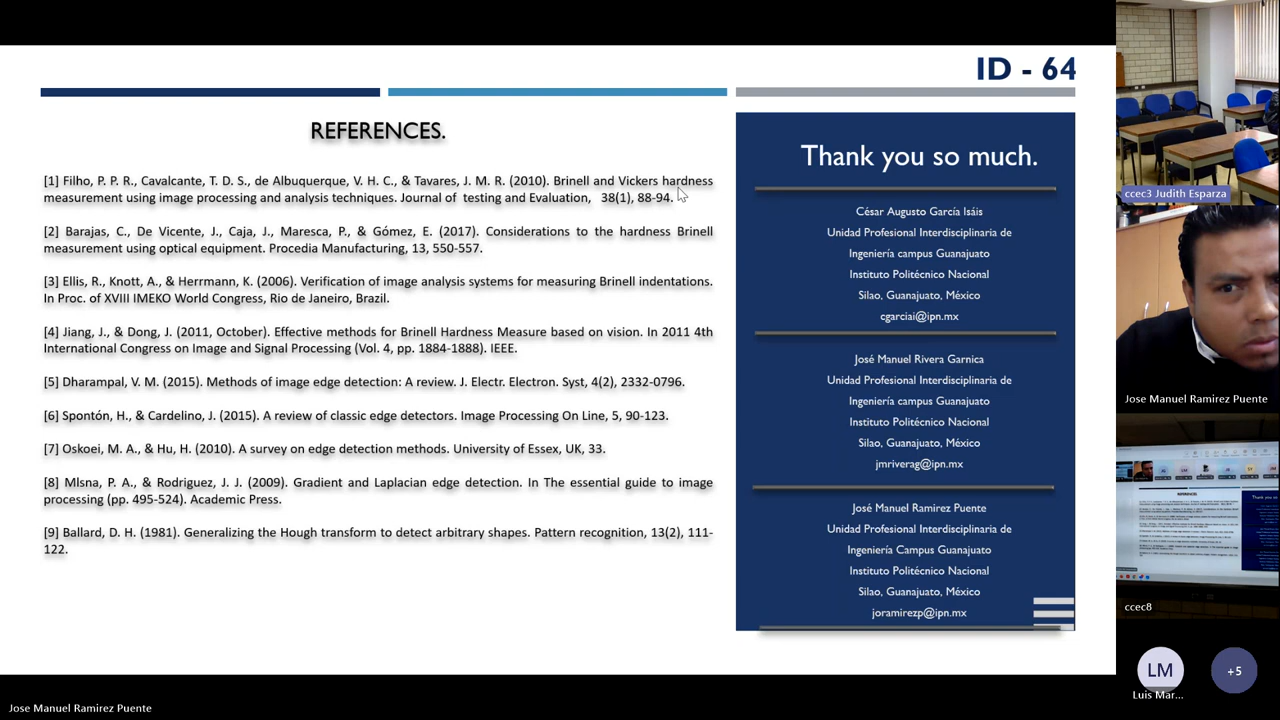 ID - 64
REFERENCES.
[1] Filho, P. P. R., Cavalcante, T. D. S., de Albuquerque, V. H. C., & Tavares, J. M. R. (2010). Brinell and Vickers hardness
measurement using image processing and analysis techniques. Journal of testing and Evaluation, 38(1), 88-94.
[2] Barajas, C., De Vicente, J., Caja, J., Maresca, P., & Gómez, E. (2017). Considerations to the hardness Brinell
measurement using optical equipment. Procedia Manufacturing, 13, 550-557.
[3] Ellis, R., Knott, A., & Herrmann, K. (2006). Verification of image analysis systems for measuring Brinell indentations.
In Proc. of XVIII IMEKO World Congress, Rio de Janeiro, Brazil.
[4] Jiang, J., & Dong, J. (2011, October). Effective methods for Brinell Hardness Measure based on vision. In 2011 4th
International Congress on Image and Signal Processing (Vol. 4, pp. 1884-1888). IEEE.
[5] Dharampal, V. M. (2015). Methods of image edge detection: A review. J. Electr. Electron. Syst, 4(2), 2332-0796.
[6] Spontón, H., & Cardelino, J. (2015). A review of classic edge detectors. Image Processing On Line, 5, 90-123.
[7] Oskoei, M. A., & Hu, H. (2010). A survey on edge detection methods. University of Essex, UK, 33.
[8] Mlsna, P. A., & Rodriguez, J. J. (2009). Gradient and Laplacian edge detection. In The essential guide to image
processing (pp. 495-524). Academic Press.
[9] Ballard, D. H. (1981). Generalizing the Hough transform to detect arbitrary shapes. Pattern recognition, 13(2), 111-
122.
Thank you so much.
César Augusto García Isáis
Unidad Profesional Interdisciplinaria de
Ingeniería campus Guanajuato
Instituto Politécnico Nacional
Silao, Guanajuato, México
cgarciai@ipn.mx
José Manuel Rivera Garnica
Unidad Profesional Interdisciplinaria de
Ingeniería campus Guanajuato
Instituto Politécnico Nacional
Silao, Guanajuato, México
jmriverag@ipn.mx
José Manuel Ramirez Puente
Unidad Profesional Interdisciplinaria de
Ingeniería Campus Guanajuato
Instituto Politécnico Nacional
Silao, Guanajuato, México
joramirezp@ipn.mx
ccec3 Judith Esparza
Jose Manuel Ramirez Puente
ccec8
LM
Luis Mar...
+5
Jose Manuel Ramirez Puente